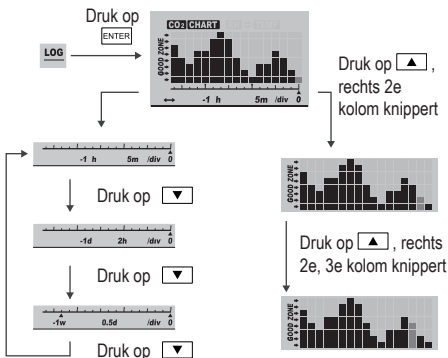 Druk op
ENTER
LOG
CO2 CHART
GOOD ZONE
-1 h 5m /div 0
Druk op ▲ ,
rechts 2e
kolom knippert
-1 h 5m /div 0
Druk op ▼
GOOD ZONE
-1d 2h /div 0
Druk op ▲ , rechts
2e, 3e kolom knippert
Druk op ▼
-1w 0.5d /div 0
GOOD ZONE
Druk op ▼